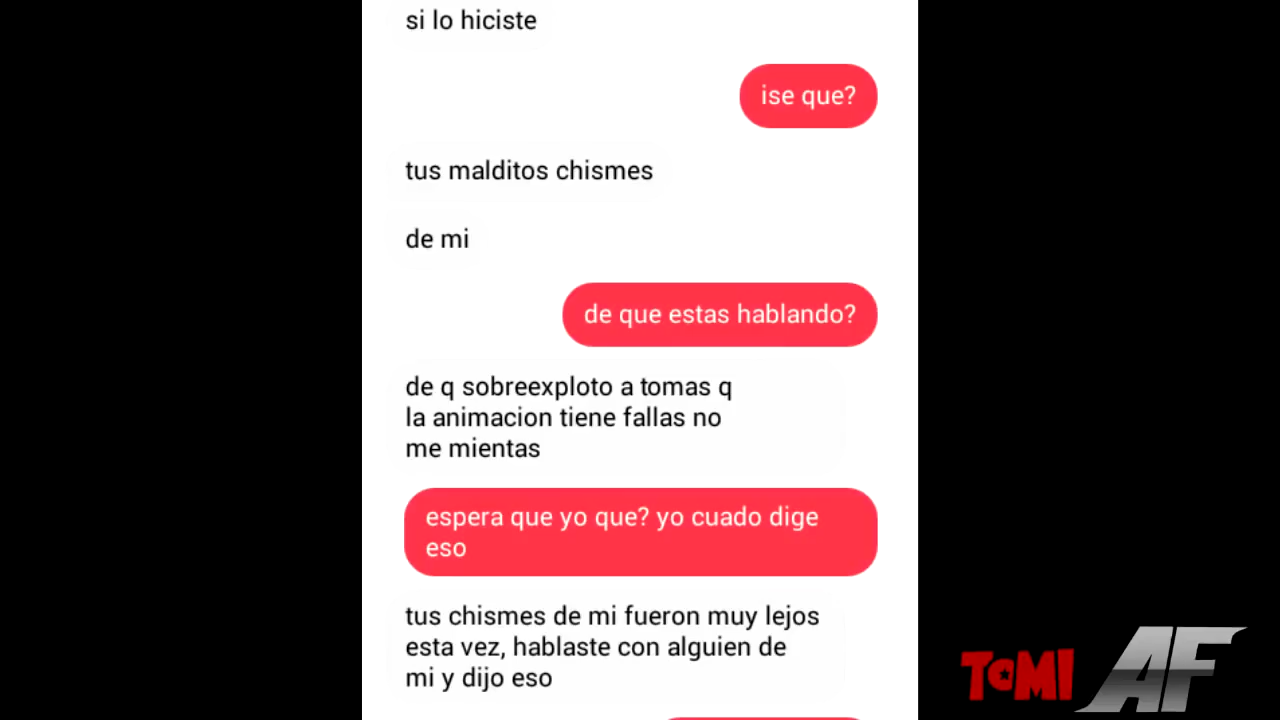 si lo hiciste
ise que?
tus malditos chismes
de mi
de que estas hablando?
de q sobreexploto a tomas q
la animacion tiene fallas no
me mientas
espera que yo que? yo cuado dige
eso
tus chismes de mi fueron muy lejos
esta vez, hablaste con alguien de
mi y dijo eso
TOMI
AF